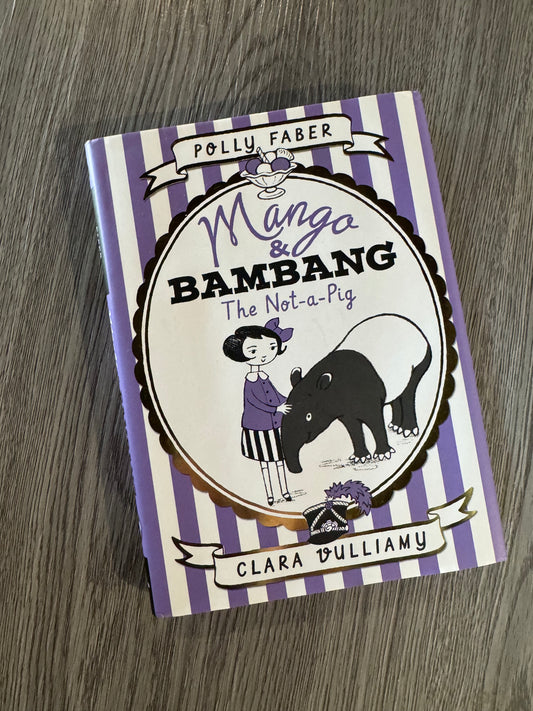 POLLY FABER
Mango
&
BAMBANG
The Not-a-Pig
CLARA VULLIAMY